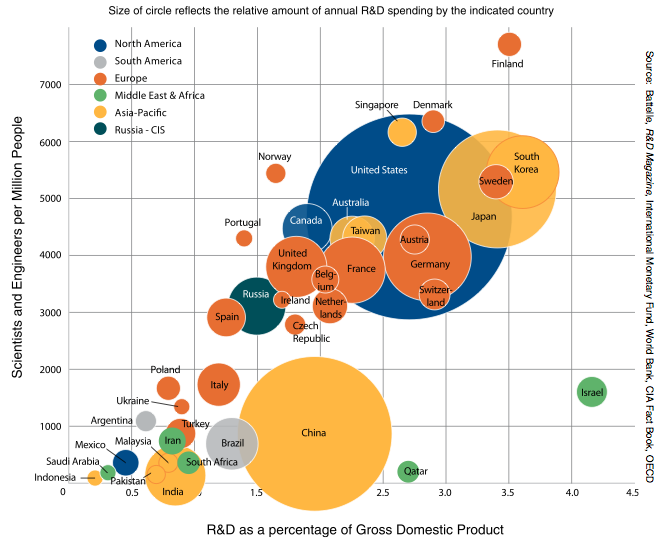 Size of circle reflects the relative amount of annual R&D spending by the indicated country
North America
South America
Europe
Middle East & Africa
Asia-Pacific
Russia - CIS
Finland
Singapore
Denmark
Norway
United States
South
Korea
Sweden
Australia
Japan
Portugal
Canada
Taiwan
Austria
United
Kingdom
Belg-
ium
France
Germany
Russia
Ireland
Nether-
lands
Switzer-
land
Spain
Czech
Republic
Poland
Italy
Israel
Ukraine
Argentina
Turkey
China
Mexico
Malaysia
Iran
Brazil
Saudi Arabia
South Africa
Qatar
Indonesia
Pakistan
India
7000
6000
5000
4000
3000
2000
1000
0
0.5
1.5
2.5
3.0
3.5
4.0
4.5
Scientists and Engineers per Million People
R&D as a percentage of Gross Domestic Product
Source: Battelle, R&D Magazine, International Monetary Fund, World Bank, CIA Fact Book, OECD